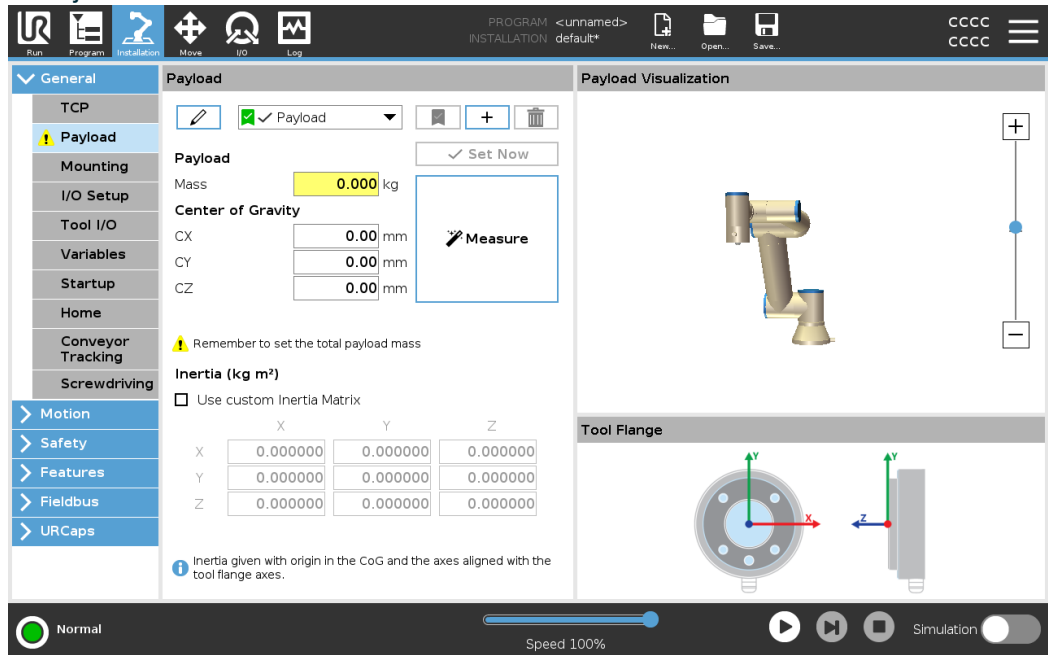 PROGRAM <unnamed>
INSTALLATION default*
CCCC
CCCC
UR
Run
Program
Installation
Move
I/O
Log
New...
Open...
Save...
General
TCP
Payload
Mounting
I/O Setup
Tool I/O
Variables
Startup
Home
Conveyor
Tracking
Screwdriving
Motion
Safety
Features
Fieldbus
URCaps
Payload
Payload
Set Now
Payload
Mass 0.000 kg
Center of Gravity
CX 0.00 mm
CY 0.00 mm
CZ 0.00 mm
Measure
Remember to set the total payload mass
Inertia (kg m²)
Use custom Inertia Matrix
X Y Z
X 0.000000 0.000000 0.000000
Y 0.000000 0.000000 0.000000
Z 0.000000 0.000000 0.000000
Inertia given with origin in the CoG and the axes aligned with the
tool flange axes.
Payload Visualization
Tool Flange
Y
X
Y
Z
Normal
Speed 100%
Simulation